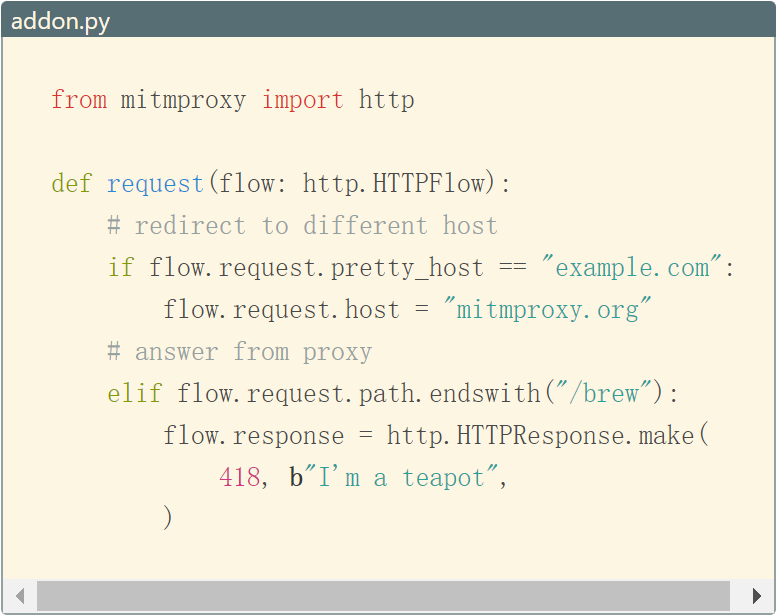 addon.py
from mitmproxy import http
def request(flow: http.HTTPFlow):
# redirect to different host
if flow.request.pretty_host == "example.com":
flow.request.host = "mitmproxy.org"
# answer from proxy
elif flow.request.path.endswith("/brew"):
flow.response = http.HTTPResponse.make(
418, b"I'm a teapot",
)